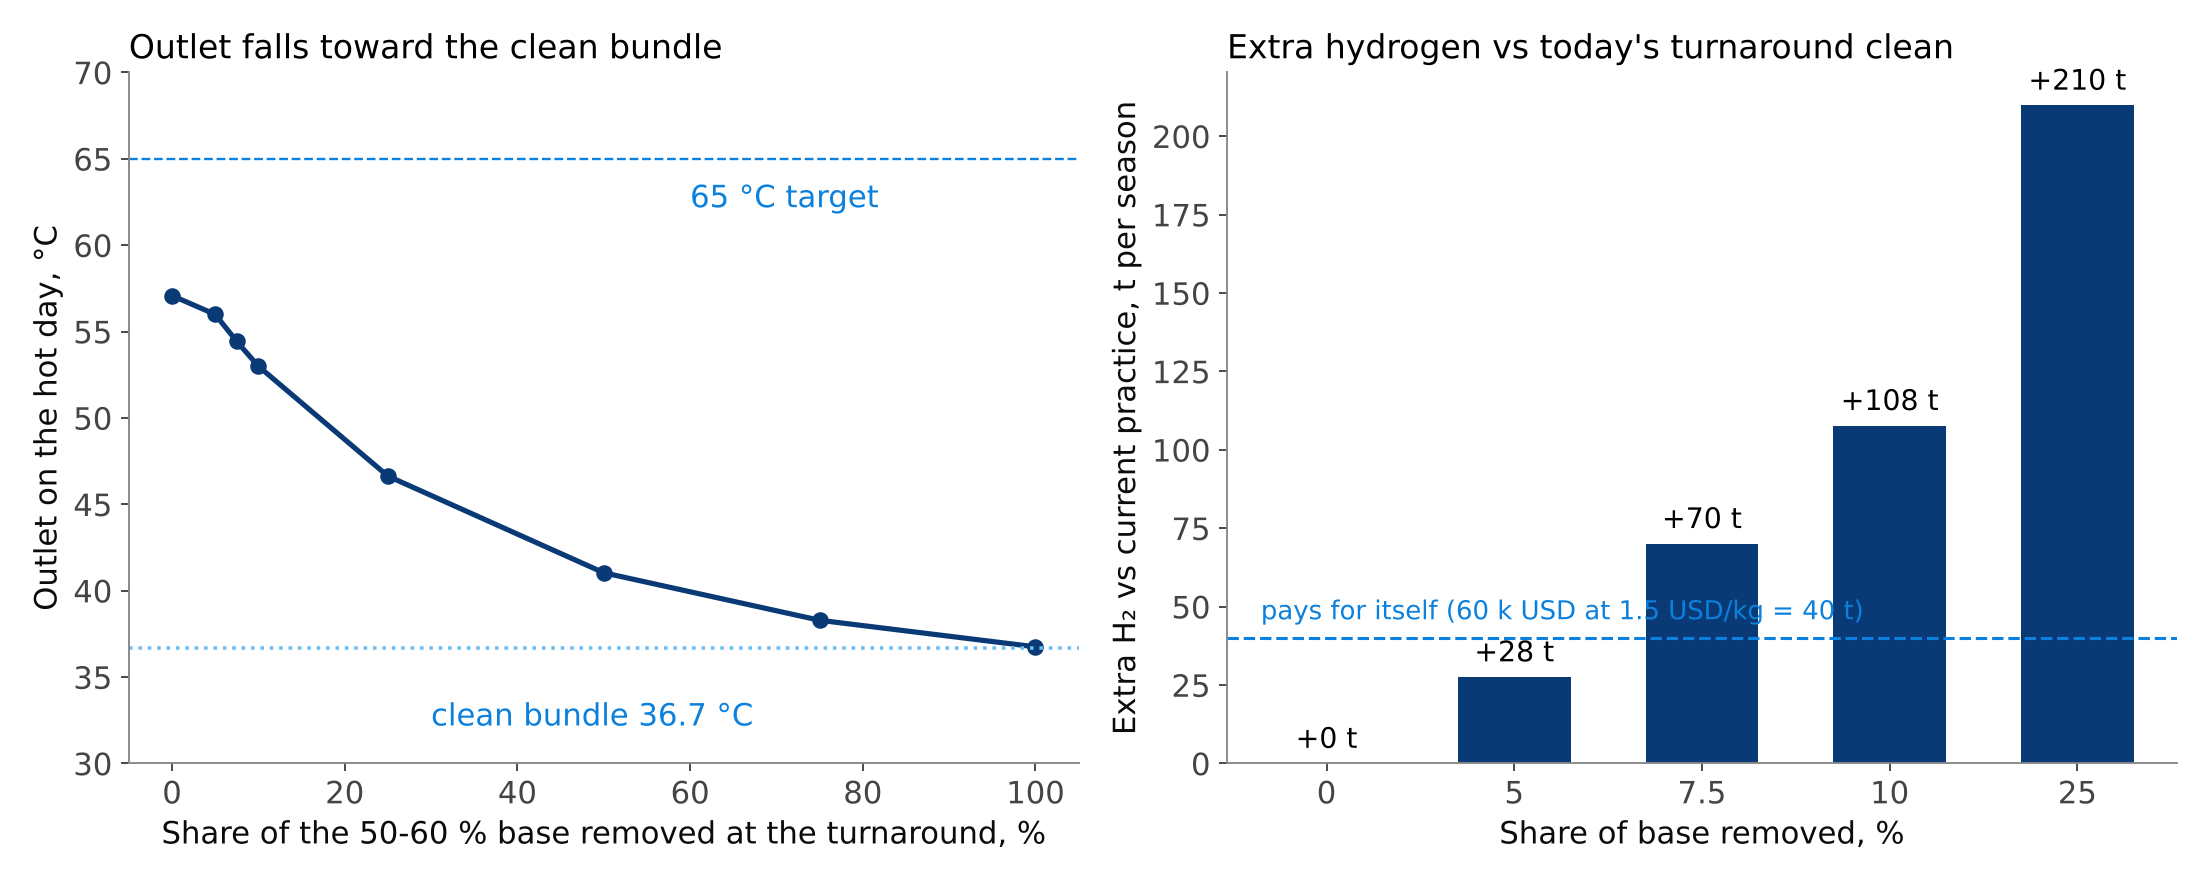 Outlet falls toward the clean bundle
70
65
60
55
50
45
40
35
30
Outlet on the hot day, °C
65 °C target
clean bundle 36.7 °C
0 20 40 60 80 100
Share of the 50-60 % base removed at the turnaround, %
Extra hydrogen vs today's turnaround clean
200
175
150
125
100
75
50
25
0
Extra H₂ vs current practice, t per season
+0 t
+28 t
+70 t
+108 t
+210 t
pays for itself (60 k USD at 1.5 USD/kg = 40 t)
0 5 7.5 10 25
Share of base removed, %